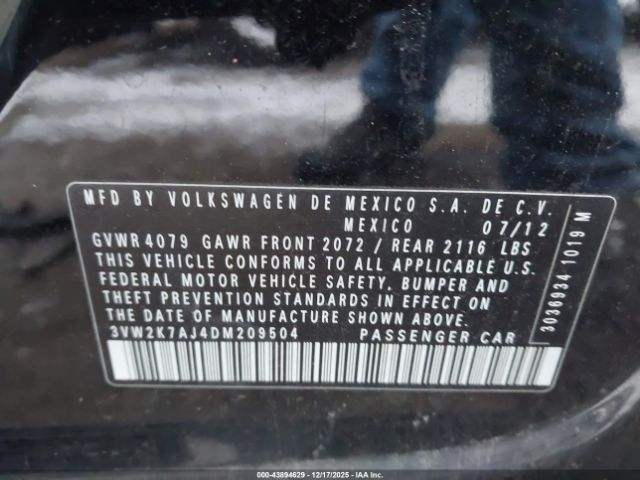 MFD BY VOLKSWAGEN DE MEXICO S.A. DE C.V.
MEXICO 07/12
GVWR 4079 GAWR FRONT 2072 / REAR 2116 LBS
THIS VEHICLE CONFORMS TO ALL APPLICABLE U.S.
FEDERAL MOTOR VEHICLE SAFETY, BUMPER AND
THEFT PREVENTION STANDARDS IN EFFECT ON
THE DATE OF MANUFACTURE SHOWN ABOVE.
3VW2K7AJ4DM209504 PASSENGER CAR
3036934 1019 M
000-43894629 - 12/17/2025 - IAAI.CA